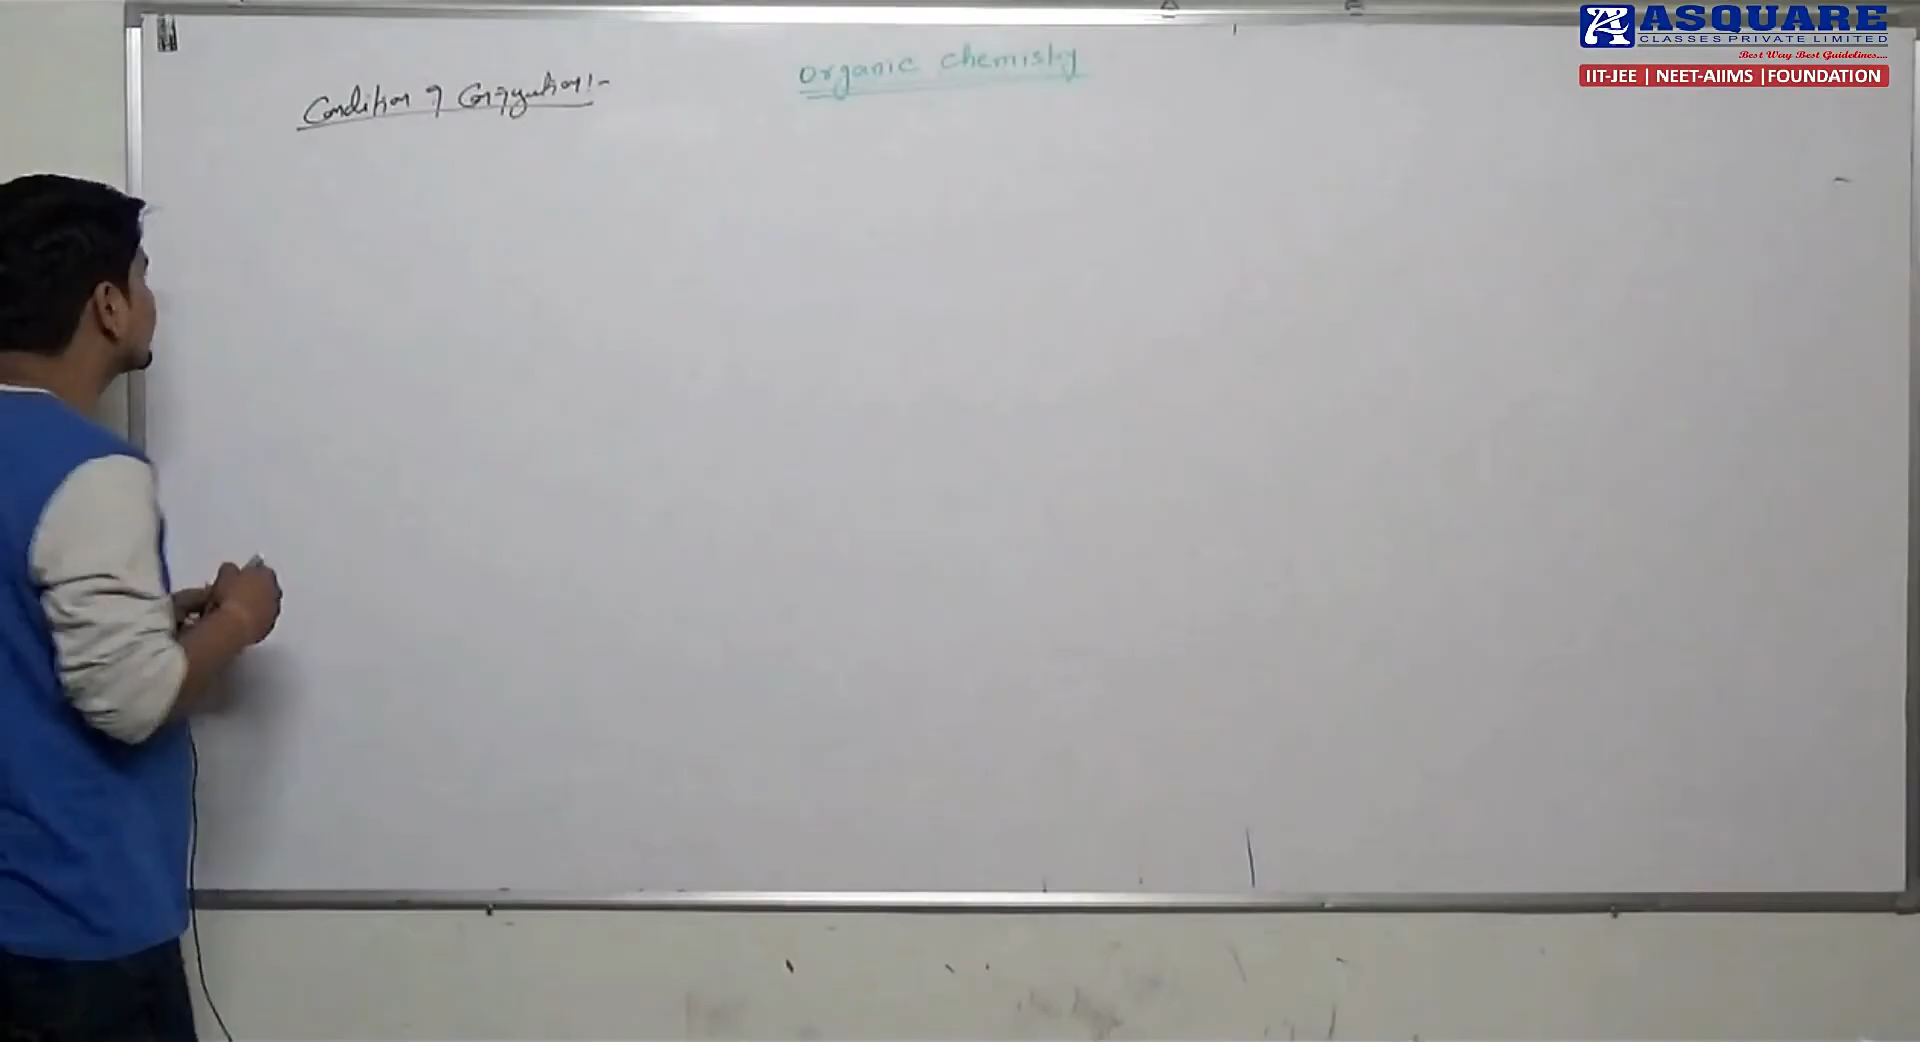 Organic Chemistry
Condition of Conjugation:-
ASQUARE
CLASSES PRIVATE LIMITED
Best Way Best Guidelines....
IIT-JEE | NEET-AIIMS |FOUNDATION